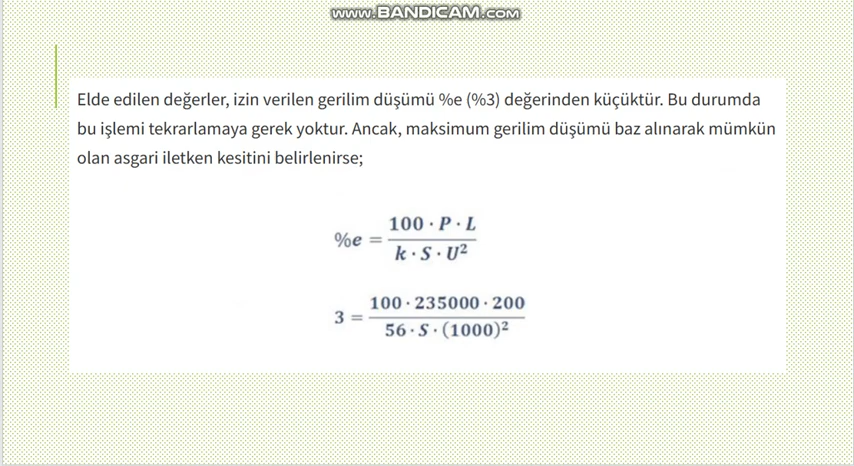 www.BANDICAM.com
Elde edilen değerler, izin verilen gerilim düşümü %e (%3) değerinden küçüktür. Bu durumda
bu işlemi tekrarlamaya gerek yoktur. Ancak, maksimum gerilim düşümü baz alınarak mümkün
olan asgari iletken kesitini belirlenirse;
%e = (100 · P · L) / (k · S · U²)
3 = (100 · 235000 · 200) / (56 · S · (1000)²)